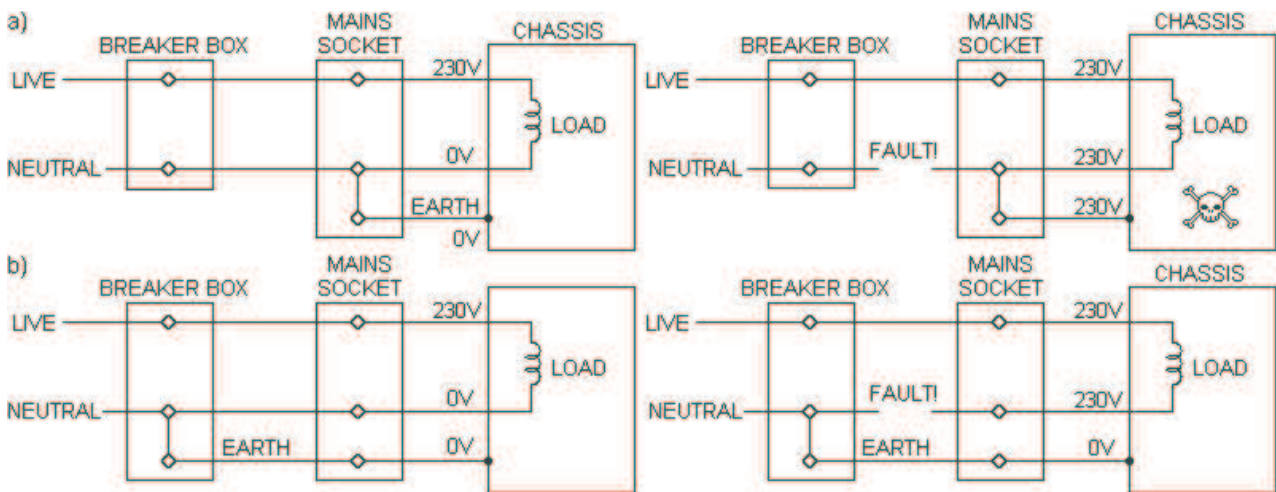 a)
MAINS
SOCKET
BREAKER BOX
CHASSIS
LIVE
230V
LOAD
NEUTRAL
0V
EARTH
0V
MAINS
SOCKET
BREAKER BOX
CHASSIS
LIVE
230V
LOAD
NEUTRAL
FAULT!
230V
230V
b)
MAINS
SOCKET
BREAKER BOX
LIVE
230V
LOAD
NEUTRAL
0V
EARTH
0V
MAINS
SOCKET
BREAKER BOX
CHASSIS
LIVE
230V
LOAD
NEUTRAL
FAULT!
230V
EARTH
0V